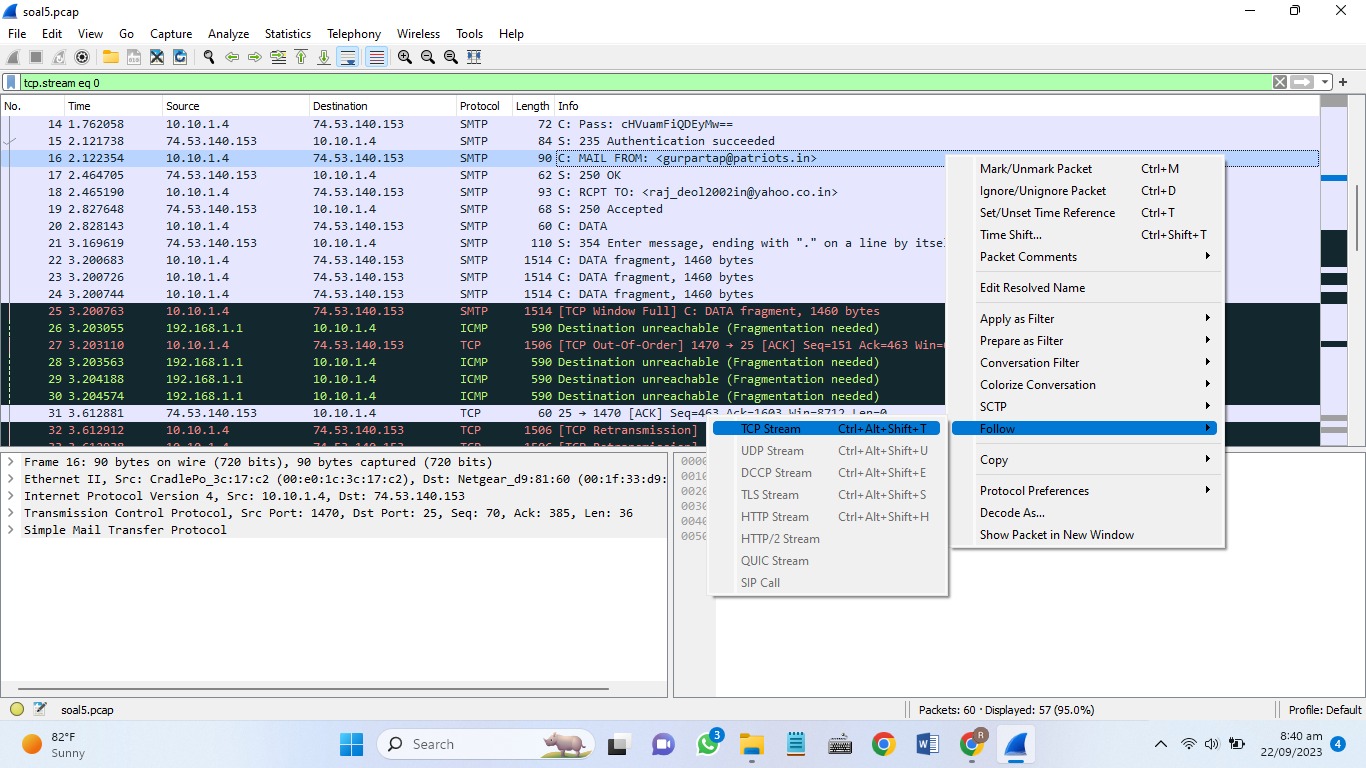 soal5.pcap
File Edit View Go Capture Analyze Statistics Telephony Wireless Tools Help
tcp.stream eq 0
No. Time Source Destination Protocol Length Info
14 1.762058 10.10.1.4 74.53.140.153 SMTP 72 C: Pass: cHVuamFiQDEyMw==
15 2.121738 74.53.140.153 10.10.1.4 SMTP 84 S: 235 Authentication succeeded
16 2.122354 10.10.1.4 74.53.140.153 SMTP 90 C: MAIL FROM: <gurpartap@patriots.in>
17 2.464705 74.53.140.153 10.10.1.4 SMTP 62 S: 250 OK
18 2.465190 10.10.1.4 74.53.140.153 SMTP 93 C: RCPT TO: <raj_deol2002in@yahoo.co.in>
19 2.827648 74.53.140.153 10.10.1.4 SMTP 68 S: 250 Accepted
20 2.828143 10.10.1.4 74.53.140.153 SMTP 60 C: DATA
21 3.169619 74.53.140.153 10.10.1.4 SMTP 110 S: 354 Enter message, ending with "." on a line by itse
22 3.200683 10.10.1.4 74.53.140.153 SMTP 1514 C: DATA fragment, 1460 bytes
23 3.200726 10.10.1.4 74.53.140.153 SMTP 1514 C: DATA fragment, 1460 bytes
24 3.200744 10.10.1.4 74.53.140.153 SMTP 1514 C: DATA fragment, 1460 bytes
25 3.200763 10.10.1.4 74.53.140.153 SMTP 1514 [TCP Window Full] C: DATA fragment, 1460 bytes
26 3.203055 192.168.1.1 10.10.1.4 ICMP 590 Destination unreachable (Fragmentation needed)
27 3.203110 10.10.1.4 74.53.140.153 TCP 1506 [TCP Out-Of-Order] 1470 → 25 [ACK] Seq=151 Ack=463 Win=
28 3.203563 192.168.1.1 10.10.1.4 ICMP 590 Destination unreachable (Fragmentation needed)
29 3.204188 192.168.1.1 10.10.1.4 ICMP 590 Destination unreachable (Fragmentation needed)
30 3.204574 192.168.1.1 10.10.1.4 ICMP 590 Destination unreachable (Fragmentation needed)
31 3.612881 74.53.140.153 10.10.1.4 TCP 60 25 → 1470 [ACK] Seq=463 Ack=1603 Win=8712 Len=0
32 3.612912 10.10.1.4 74.53.140.153 TCP 1506 [TCP Retransmission]
Mark/Unmark Packet Ctrl+M
Ignore/Unignore Packet Ctrl+D
Set/Unset Time Reference Ctrl+T
Time Shift... Ctrl+Shift+T
Packet Comments
Edit Resolved Name
Apply as Filter
Prepare as Filter
Conversation Filter
Colorize Conversation
SCTP
Follow
Copy
Protocol Preferences
Decode As...
Show Packet in New Window
TCP Stream Ctrl+Alt+Shift+T
UDP Stream Ctrl+Alt+Shift+U
DCCP Stream Ctrl+Alt+Shift+E
TLS Stream Ctrl+Alt+Shift+S
HTTP Stream Ctrl+Alt+Shift+H
HTTP/2 Stream
QUIC Stream
SIP Call
Frame 16: 90 bytes on wire (720 bits), 90 bytes captured (720 bits)
Ethernet II, Src: CradlePo_3c:17:c2 (00:e0:1c:3c:17:c2), Dst: Netgear_d9:81:60 (00:1f:33:d9:
Internet Protocol Version 4, Src: 10.10.1.4, Dst: 74.53.140.153
Transmission Control Protocol, Src Port: 1470, Dst Port: 25, Seq: 70, Ack: 385, Len: 36
Simple Mail Transfer Protocol
0000
0010
0020
0030
0040
0050
soal5.pcap
Packets: 60 · Displayed: 57 (95.0%)
Profile: Default
82°F
Sunny
Search
3
R
8:40 am
22/09/2023
4